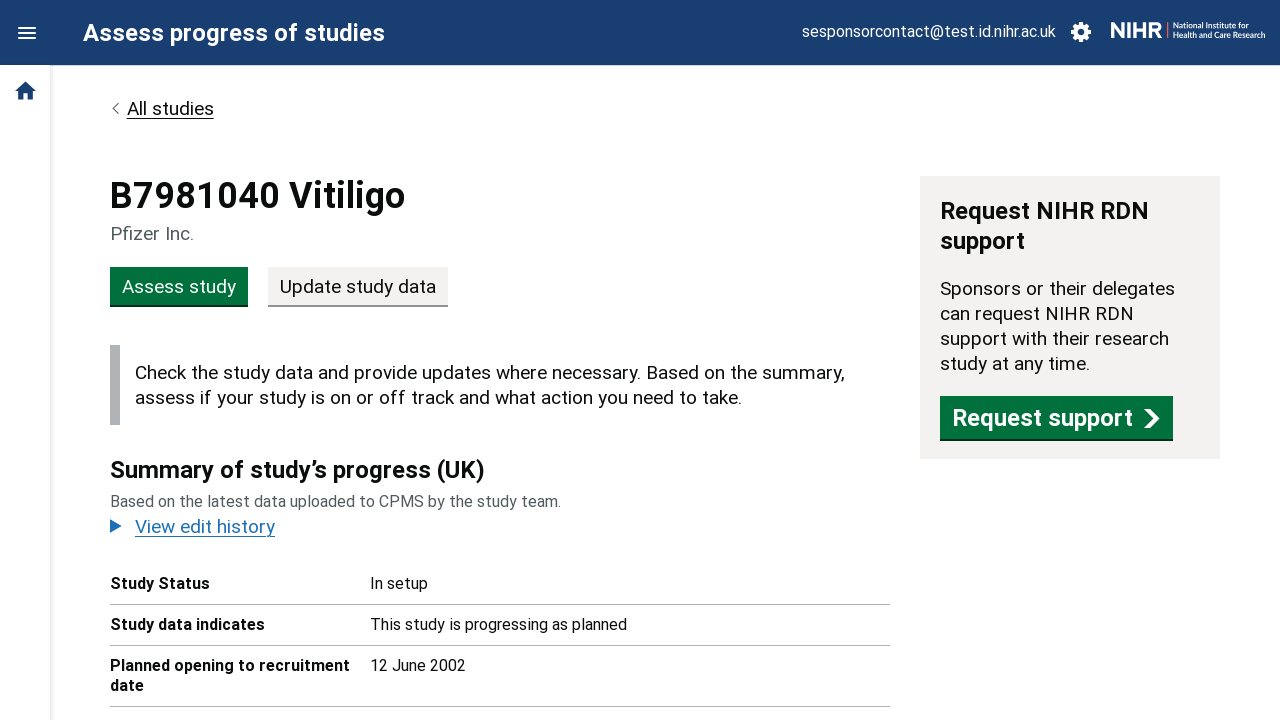 Assess progress of studies
sesponsorcontact@test.id.nihr.ac.uk
NIHR | National Institute for
Health and Care Research
All studies
B7981040 Vitiligo
Pfizer Inc.
Assess study
Update study data
Check the study data and provide updates where necessary. Based on the summary,
assess if your study is on or off track and what action you need to take.
Summary of study’s progress (UK)
Based on the latest data uploaded to CPMS by the study team.
View edit history
Study Status In setup
Study data indicates This study is progressing as planned
Planned opening to recruitment 12 June 2002
date
Request NIHR RDN
support
Sponsors or their delegates
can request NIHR RDN
support with their research
study at any time.
Request support